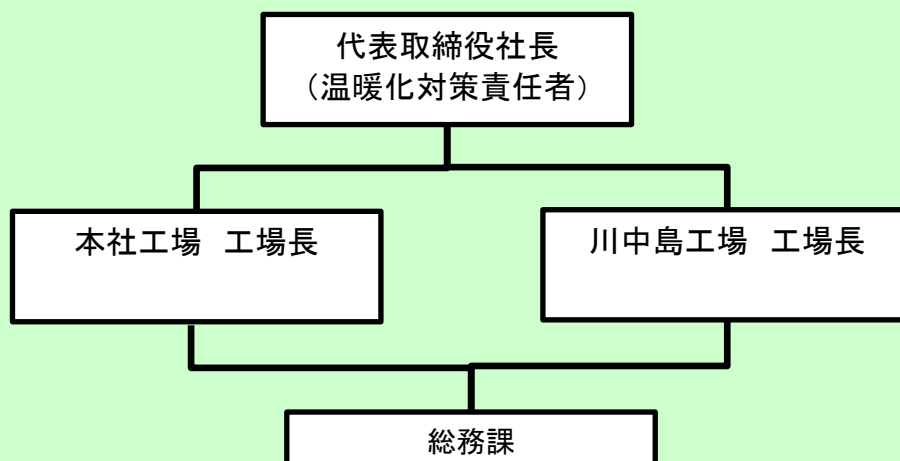 代表取締役社長
(温暖化対策責任者)
本社工場　工場長
川中島工場　工場長
総務課